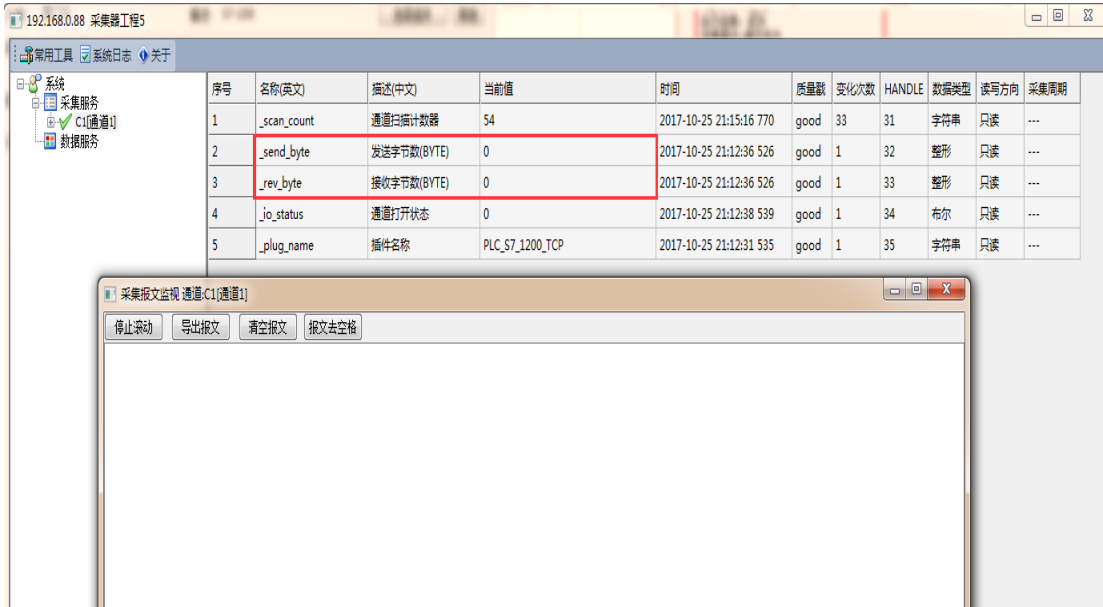 192.168.0.88 采集器工程5
常用工具 系统日志 关于
系统
采集服务
C1[通道1]
数据服务
序号 名称(英文) 描述(中文) 当前值 时间 质量戳 变化次数 HANDLE 数据类型 读写方向 采集周期
1 _scan_count 通道扫描计数器 54 2017-10-25 21:15:16 770 good 33 31 字符串 只读 ---
2 _send_byte 发送字节数(BYTE) 0 2017-10-25 21:12:36 526 good 1 32 整形 只读 ---
3 _rev_byte 接收字节数(BYTE) 0 2017-10-25 21:12:36 526 good 1 33 整形 只读 ---
4 _io_status 通道打开状态 0 2017-10-25 21:12:38 539 good 1 34 布尔 只读 ---
5 _plug_name 插件名称 PLC_S7_1200_TCP 2017-10-25 21:12:31 535 good 1 35 字符串 只读 ---
采集报文监视 通道:C1[通道1]
停止滚动 导出报文 清空报文 报文去空格